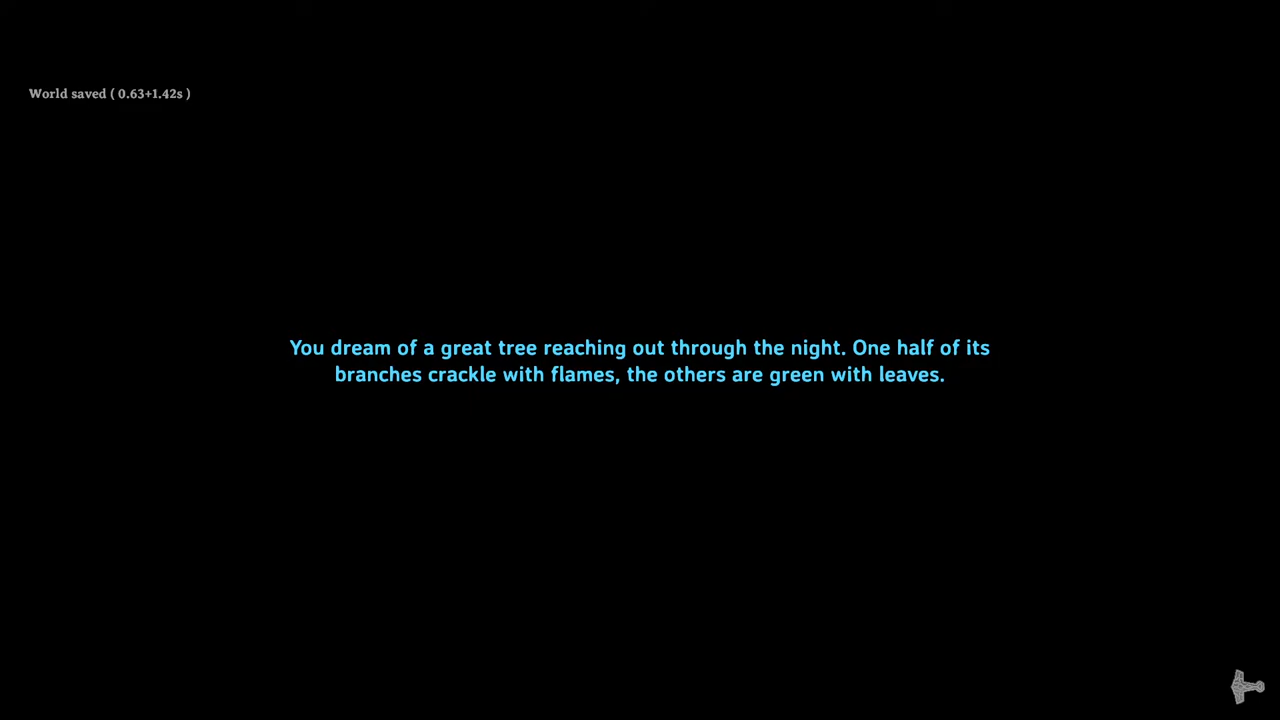 World saved ( 0.63+1.42s )
You dream of a great tree reaching out through the night. One half of its
branches crackle with flames, the others are green with leaves.